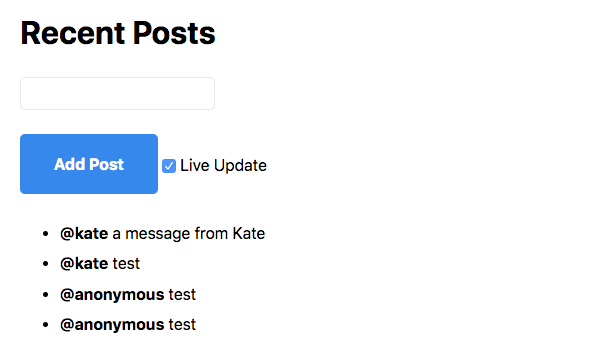 Recent Posts
Add Post Live Update
@kate a message from Kate
@kate test
@anonymous test
@anonymous test